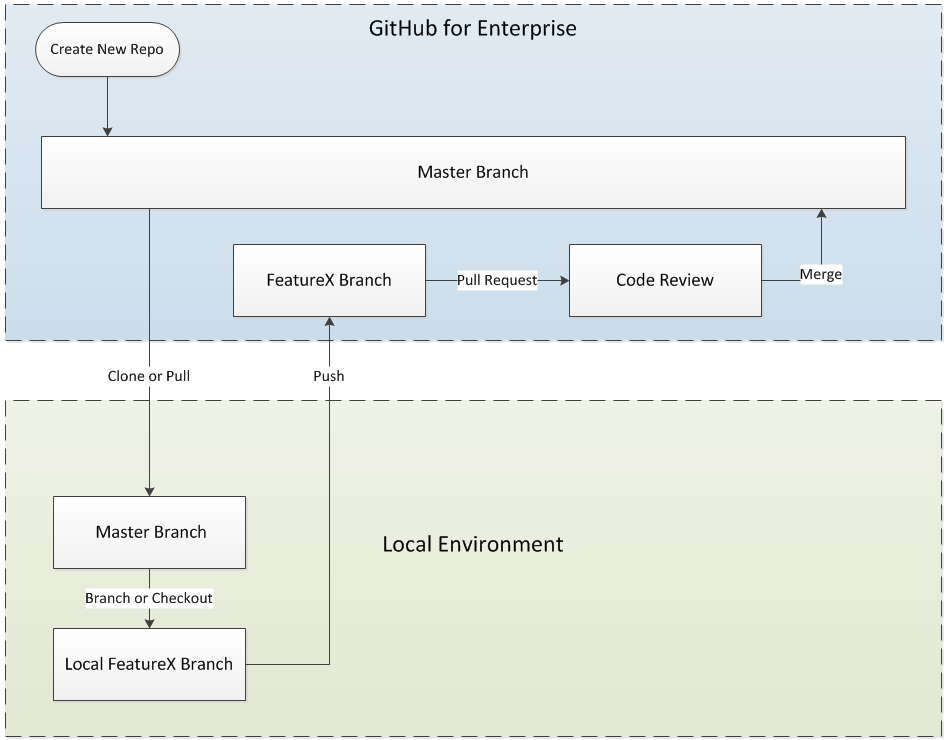 GitHub for Enterprise
Create New Repo
Master Branch
FeatureX Branch
Pull Request
Code Review
Merge
Clone or Pull
Push
Master Branch
Local Environment
Branch or Checkout
Local FeatureX Branch